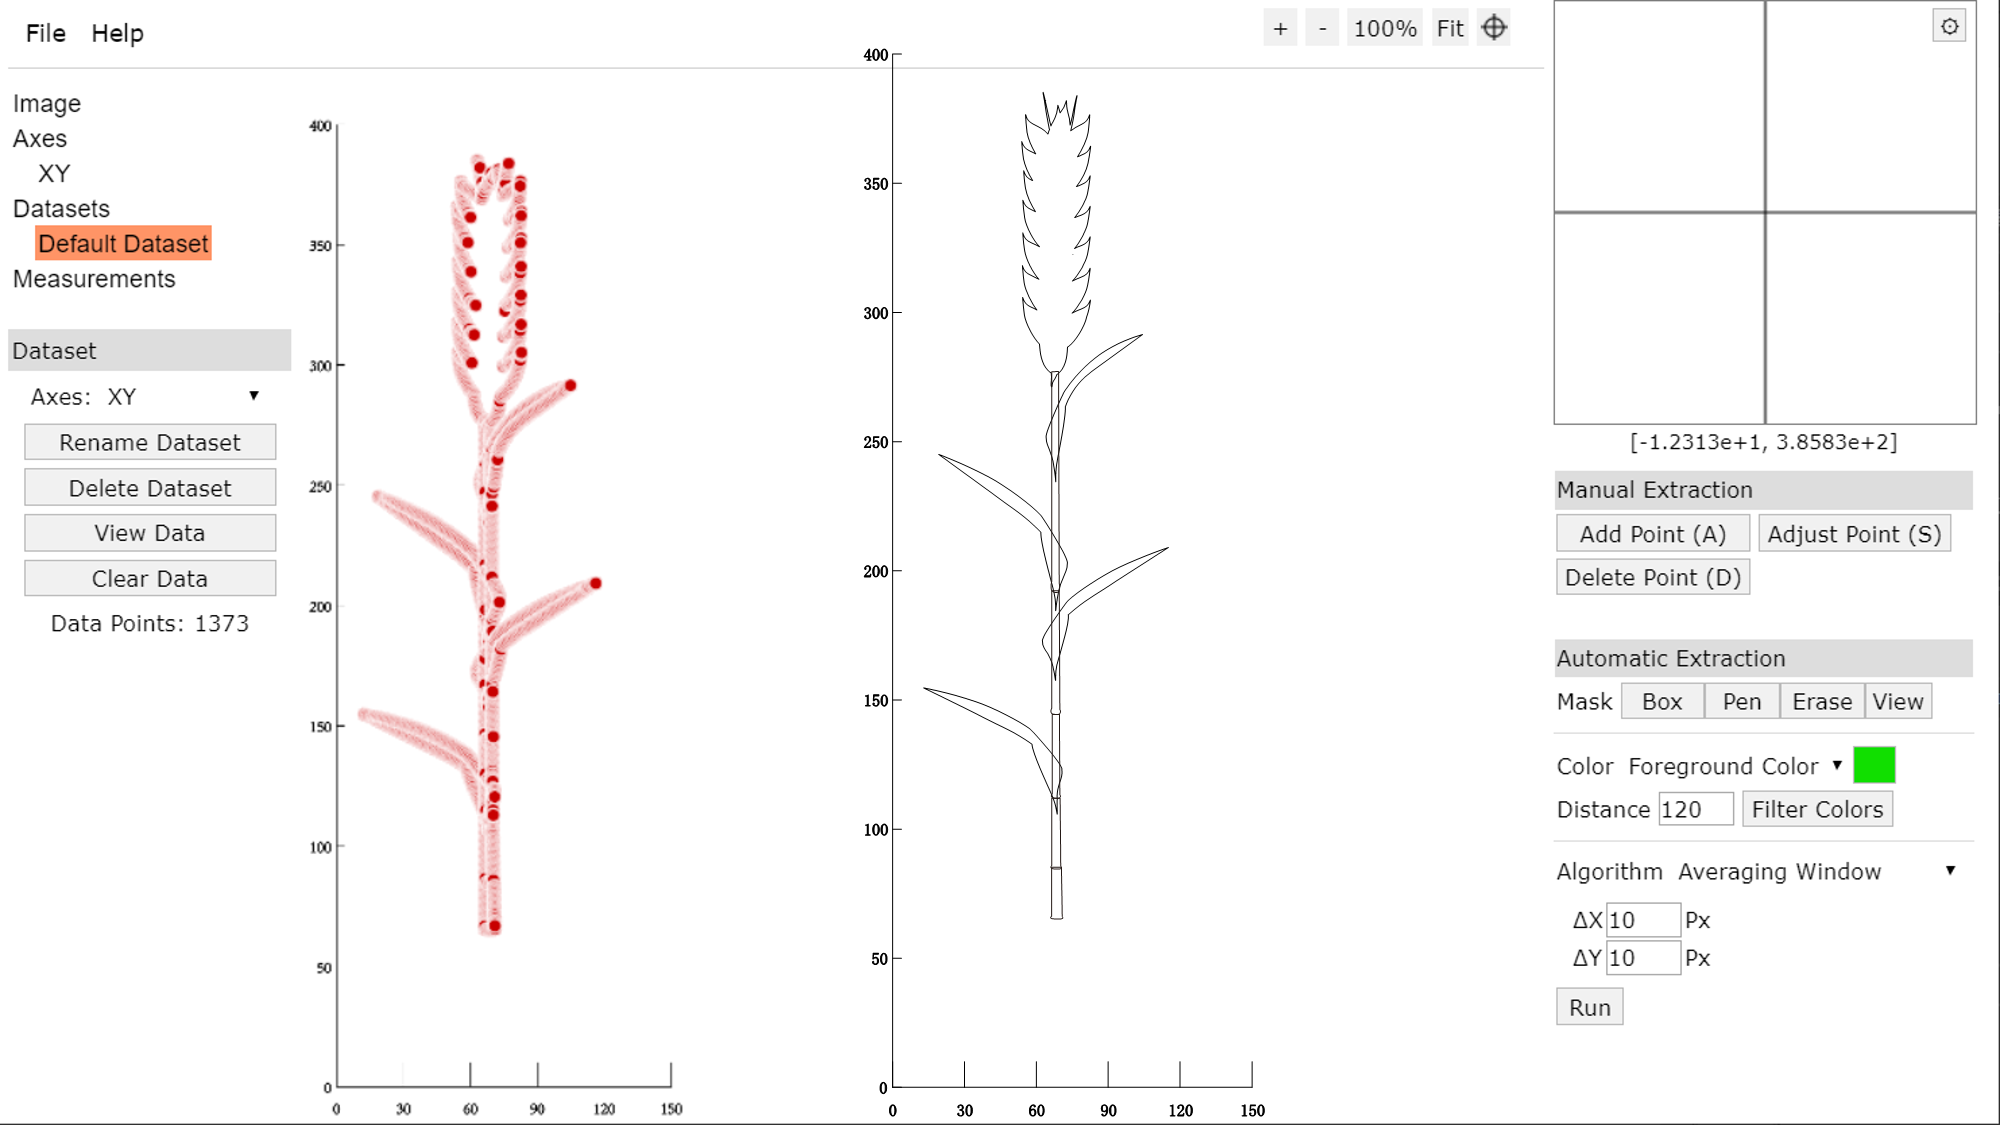 File Help
+ - 100% Fit
Image
Axes
XY
Datasets
Default Dataset
Measurements
Dataset
Axes: XY
Rename Dataset
Delete Dataset
View Data
Clear Data
Data Points: 1373
400
350
300
250
200
150
100
50
0
0 30 60 90 120 150
400
350
300
250
200
150
100
50
0
0 30 60 90 120 150
[-1.2313e+1, 3.8583e+2]
Manual Extraction
Add Point (A) Adjust Point (S)
Delete Point (D)
Automatic Extraction
Mask Box Pen Erase View
Color Foreground Color
Distance 120 Filter Colors
Algorithm Averaging Window
ΔX 10 Px
ΔY 10 Px
Run